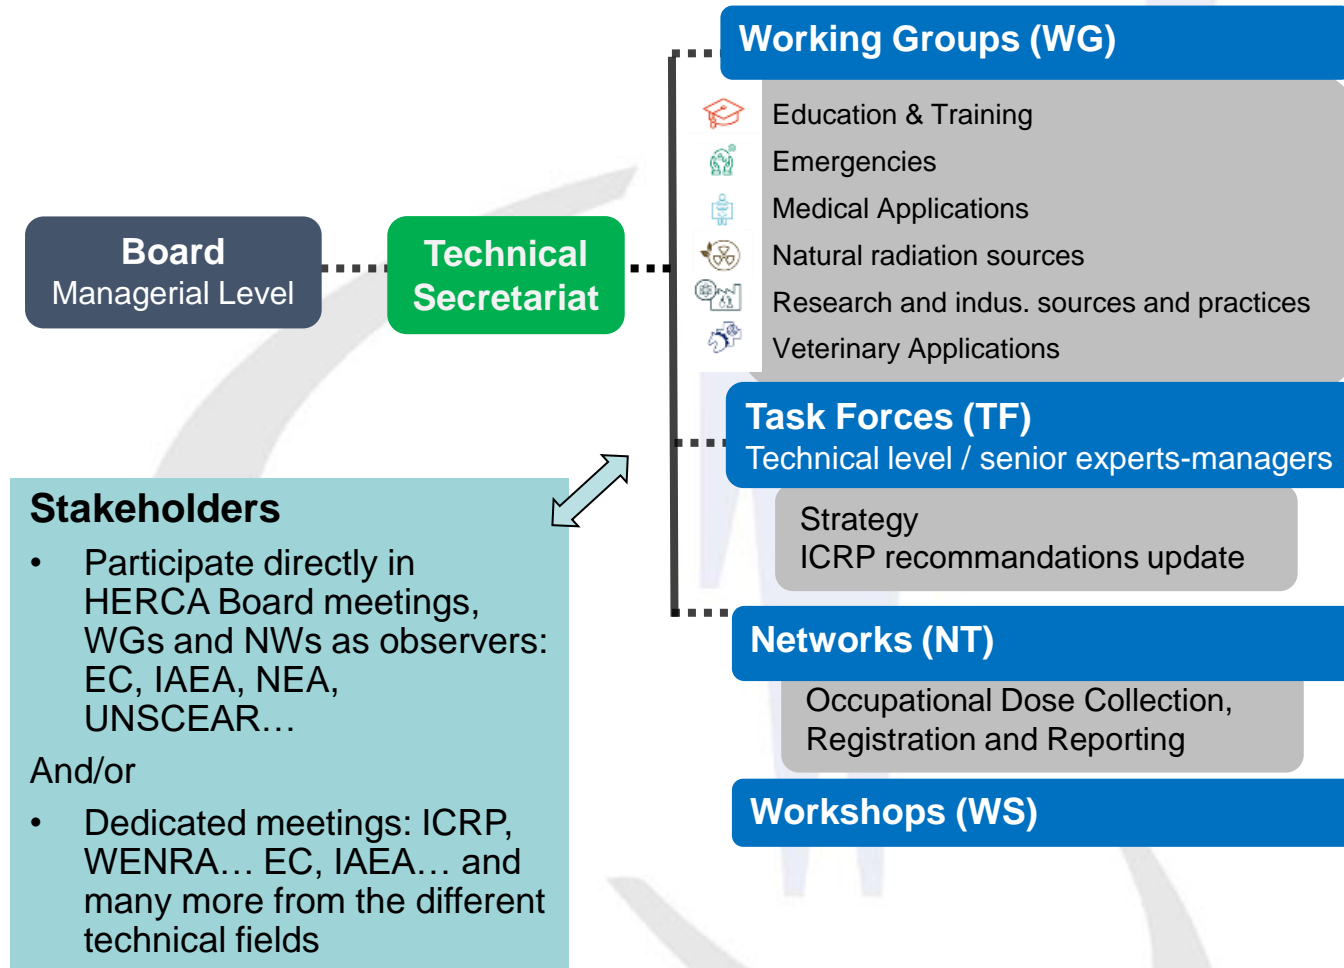 Board
Managerial Level
Technical
Secretariat
Working Groups (WG)
Education & Training
Emergencies
Medical Applications
Natural radiation sources
Research and indus. sources and practices
Veterinary Applications
Task Forces (TF)
Technical level / senior experts-managers
Strategy
ICRP recommandations update
Networks (NT)
Occupational Dose Collection,
Registration and Reporting
Workshops (WS)
Stakeholders
• Participate directly in
HERCA Board meetings,
WGs and NWs as observers:
EC, IAEA, NEA,
UNSCEAR…
And/or
• Dedicated meetings: ICRP,
WENRA… EC, IAEA… and
many more from the different
technical fields